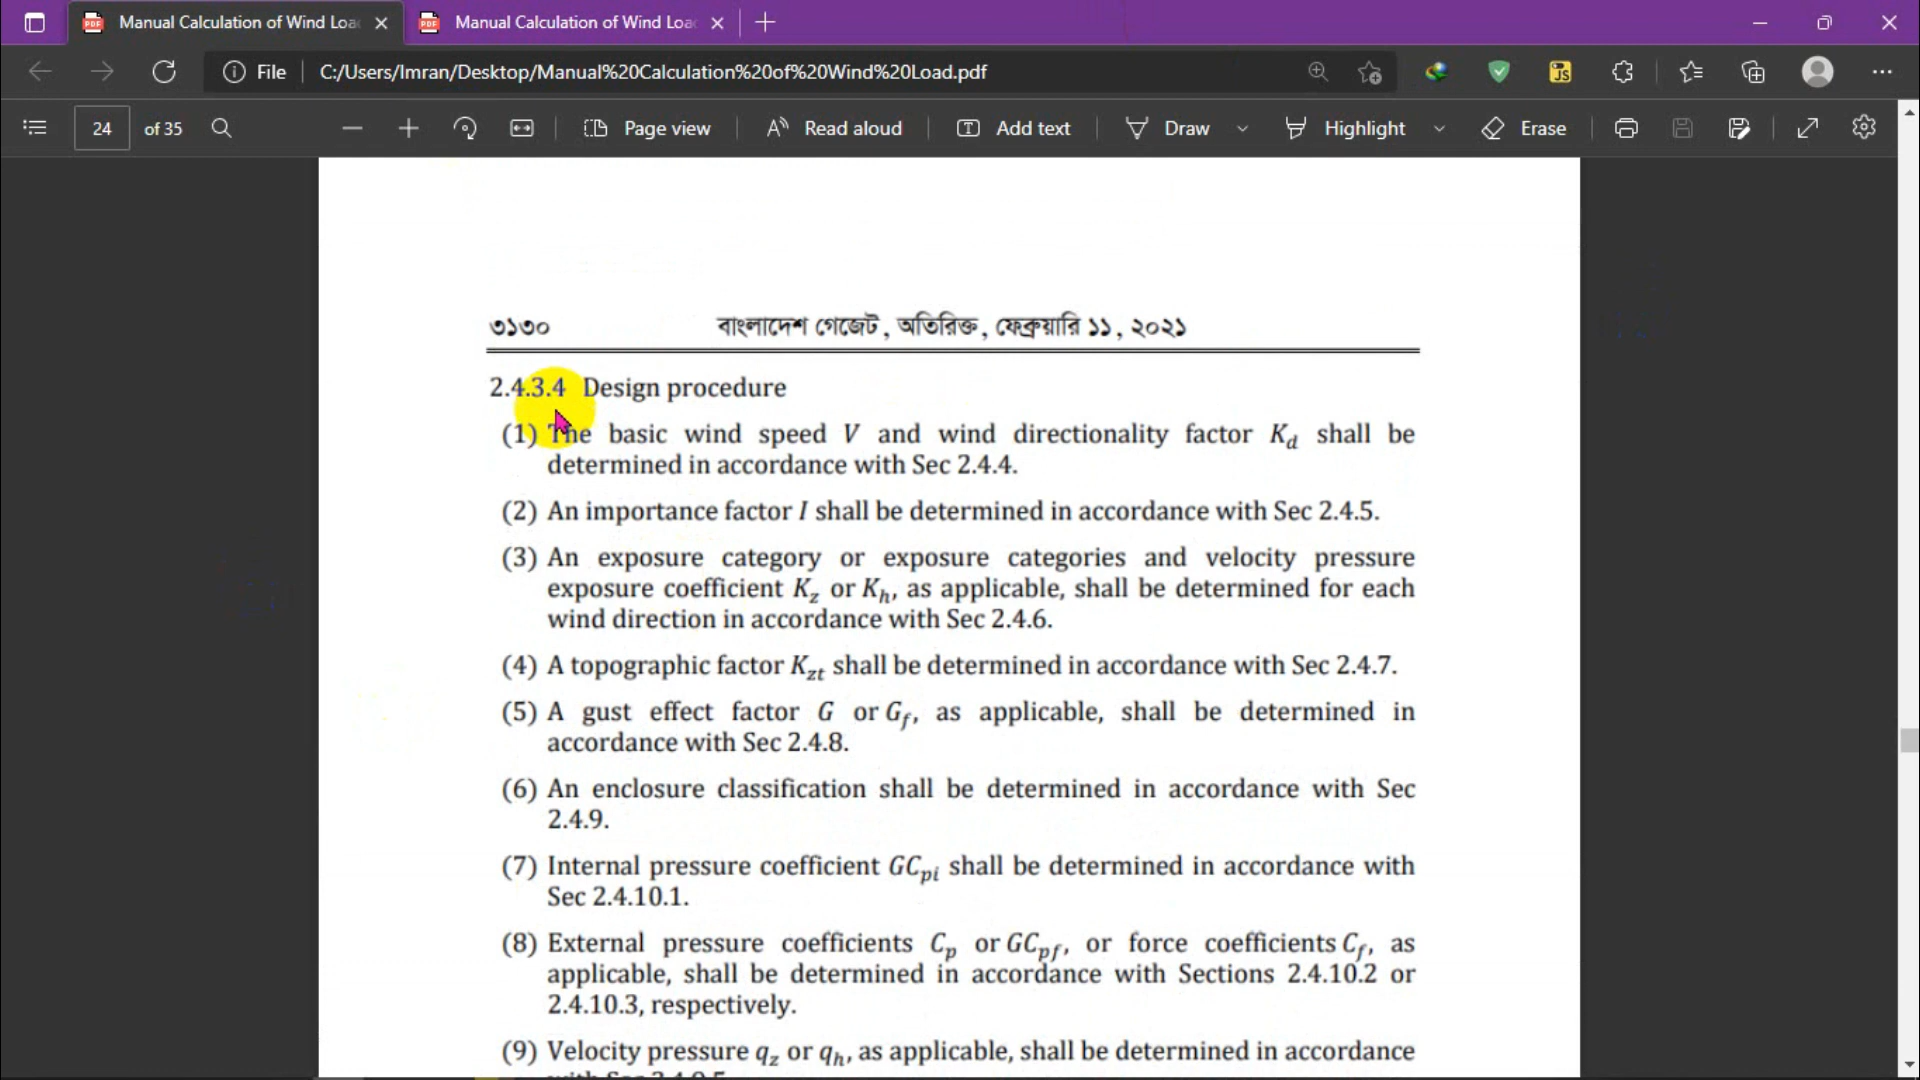 Manual Calculation of Wind Loa
Manual Calculation of Wind Loa
File
C:/Users/Imran/Desktop/Manual%20Calculation%20of%20Wind%20Load.pdf
24 of 35
Page view
Read aloud
Add text
Draw
Highlight
Erase
৩১৩০ বাংলাদেশ গেজেট, অতিরিক্ত, ফেব্রুয়ারি ১১, ২০২১
2.4.3.4 Design procedure
(1) The basic wind speed V and wind directionality factor K_d shall be
determined in accordance with Sec 2.4.4.
(2) An importance factor I shall be determined in accordance with Sec 2.4.5.
(3) An exposure category or exposure categories and velocity pressure
exposure coefficient K_z or K_h, as applicable, shall be determined for each
wind direction in accordance with Sec 2.4.6.
(4) A topographic factor K_zt shall be determined in accordance with Sec 2.4.7.
(5) A gust effect factor G or G_f, as applicable, shall be determined in
accordance with Sec 2.4.8.
(6) An enclosure classification shall be determined in accordance with Sec
2.4.9.
(7) Internal pressure coefficient GC_pi shall be determined in accordance with
Sec 2.4.10.1.
(8) External pressure coefficients C_p or GC_pf, or force coefficients C_f, as
applicable, shall be determined in accordance with Sections 2.4.10.2 or
2.4.10.3, respectively.
(9) Velocity pressure q_z or q_h, as applicable, shall be determined in accordance